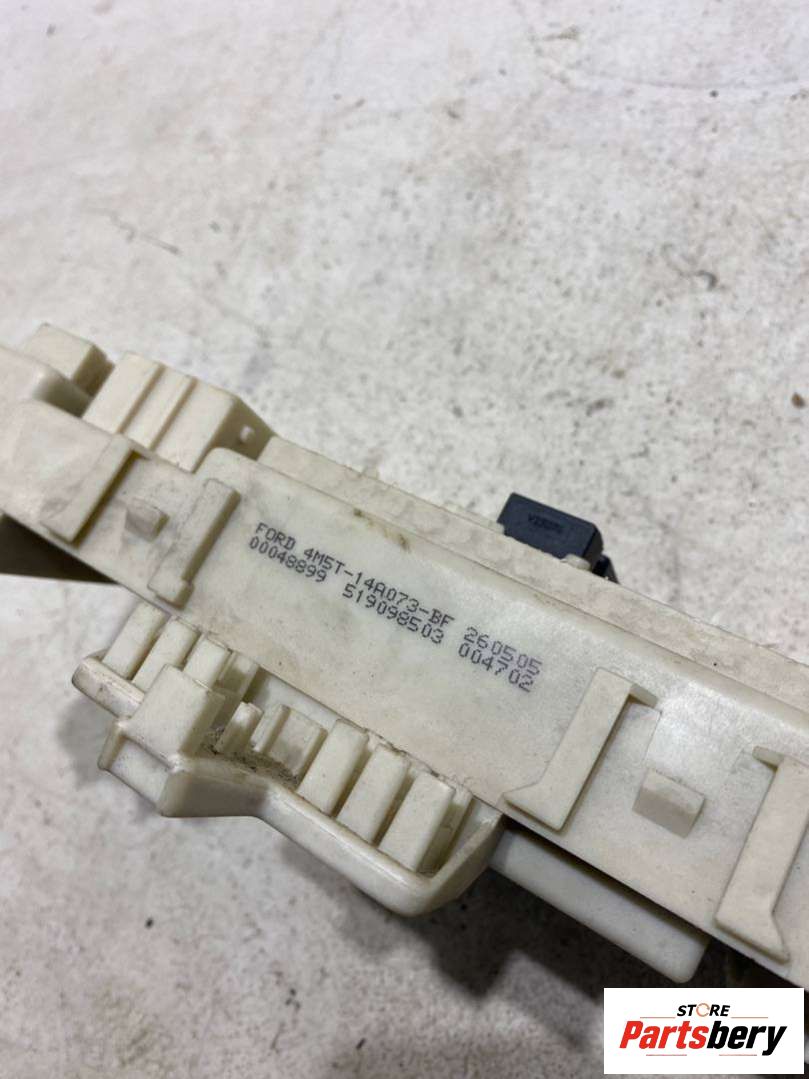 FORD 4M5T-14A073-BF 260505
00048899 519098503 004702
STORE
Partsbery